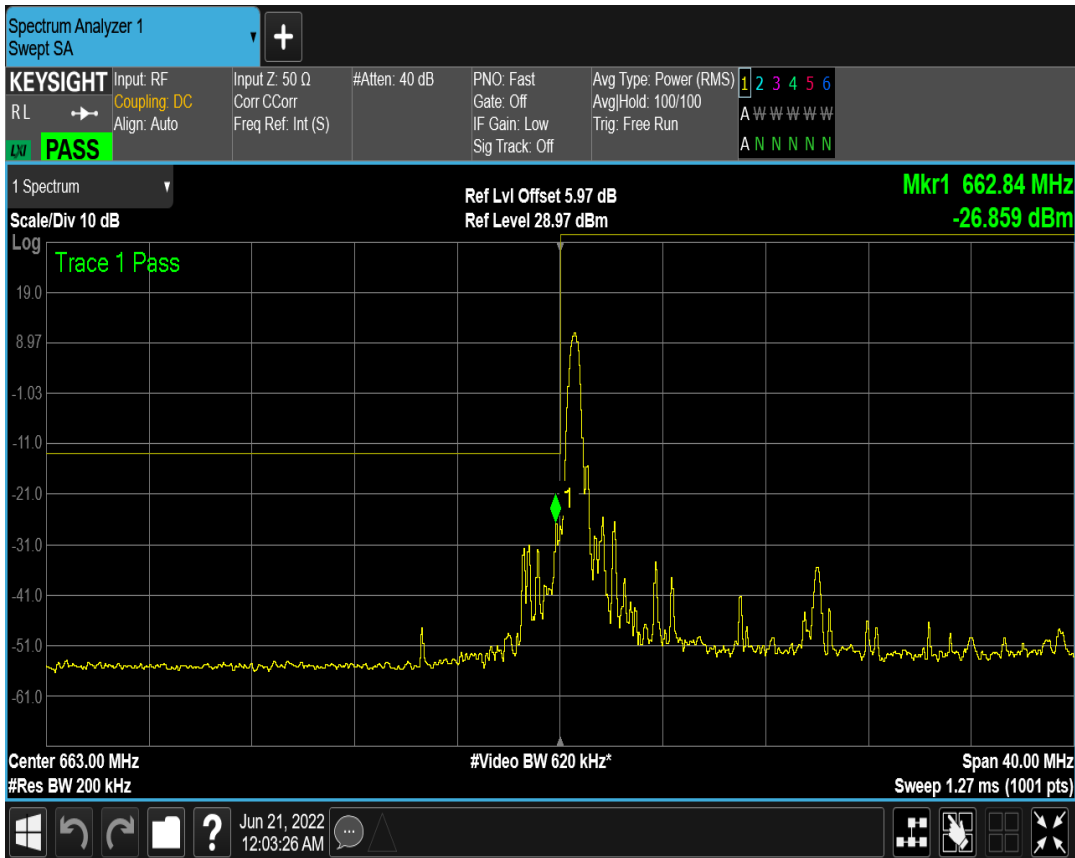 Spectrum Analyzer 1
Swept SA
+
KEYSIGHT
RL
LXI PASS
Input: RF
Coupling: DC
Align: Auto
Input Z: 50 Ω
Corr CCorr
Freq Ref: Int (S)
#Atten: 40 dB
PNO: Fast
Gate: Off
IF Gain: Low
Sig Track: Off
Avg Type: Power (RMS)
Avg|Hold: 100/100
Trig: Free Run
1 2 3 4 5 6
A W W W W W
A N N N N N
1 Spectrum
Scale/Div 10 dB
Ref Lvl Offset 5.97 dB
Ref Level 28.97 dBm
Mkr1 662.84 MHz
-26.859 dBm
Log
Trace 1 Pass
19.0
8.97
-1.03
-11.0
-21.0
-31.0
-41.0
-51.0
-61.0
1
Center 663.00 MHz
#Res BW 200 kHz
#Video BW 620 kHz*
Span 40.00 MHz
Sweep 1.27 ms (1001 pts)
?
Jun 21, 2022
12:03:26 AM